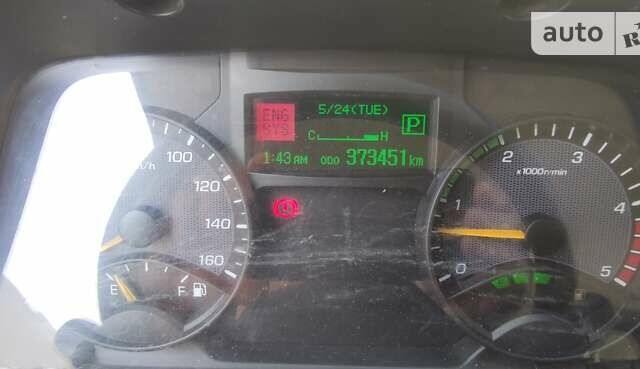 auto
R
ENG
SYS
5/24(TUE)
C H
P
1:43 AM ODO 373451 km
km/h
100
120
140
160
E F
0
1
2
3
4
5
x1000r/min